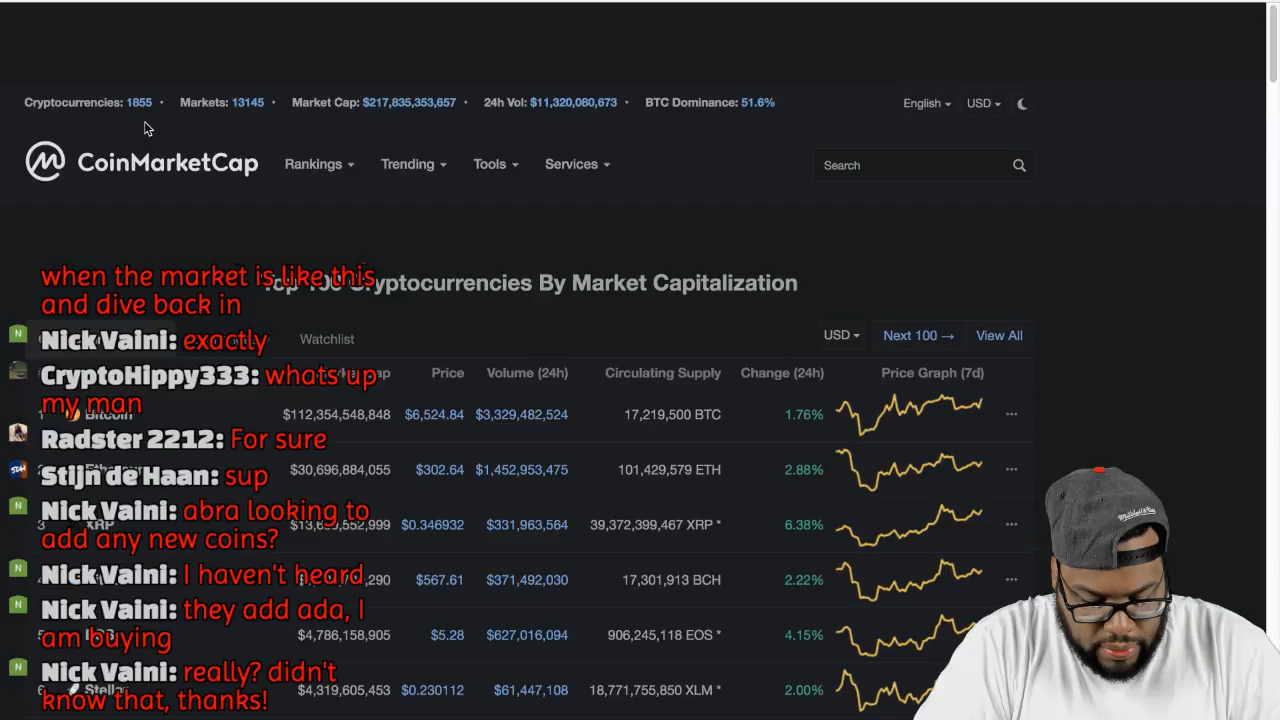 Cryptocurrencies: 1855 • Markets: 13145 • Market Cap: $217,835,353,657 • 24h Vol: $11,320,080,673 • BTC Dominance: 51.6%
English USD
CoinMarketCap Rankings Trending Tools Services Search
Top 100 Cryptocurrencies By Market Capitalization
Watchlist USD Next 100 → View All
Price Volume (24h) Circulating Supply Change (24h) Price Graph (7d)
1 Bitcoin $112,354,548,848 $6,524.84 $3,329,482,524 17,219,500 BTC 1.76%
$30,696,884,055 $302.64 $1,452,953,475 101,429,579 ETH 2.88%
3 XRP $0.346932 $331,963,564 39,372,399,467 XRP * 6.38%
$567.61 $371,492,030 17,301,913 BCH 2.22%
5 $4,786,158,905 $5.28 $627,016,094 906,245,118 EOS * 4.15%
6 Stellar $4,319,605,453 $0.230112 $61,447,108 18,771,755,850 XLM * 2.00%
when the market is like this
and dive back in
Nick Vaini: exactly
CryptoHippy333: whats up
my man
Radster 2212: For sure
Stijn de Haan: sup
Nick Vaini: abra looking to
add any new coins?
Nick Vaini: I haven't heard
Nick Vaini: they add ada, I
am buying
Nick Vaini: really? didn't
know that, thanks!